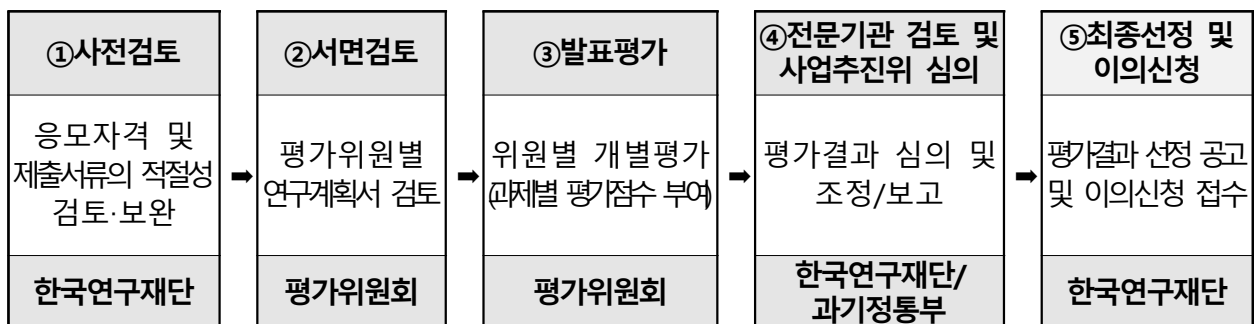 ①사전검토
응모자격 및
제출서류의 적절성
검토·보완
한국연구재단
➡
②서면검토
평가위원별
연구계획서 검토
평가위원회
➡
③발표평가
위원별 개별평가
(과제별 평가점수 부여)
평가위원회
➡
④전문기관 검토 및
사업추진위 심의
평가결과 심의 및
조정/보고
한국연구재단/
과기정통부
➡
⑤최종선정 및
이의신청
평가결과 선정 공고
및 이의신청 접수
한국연구재단